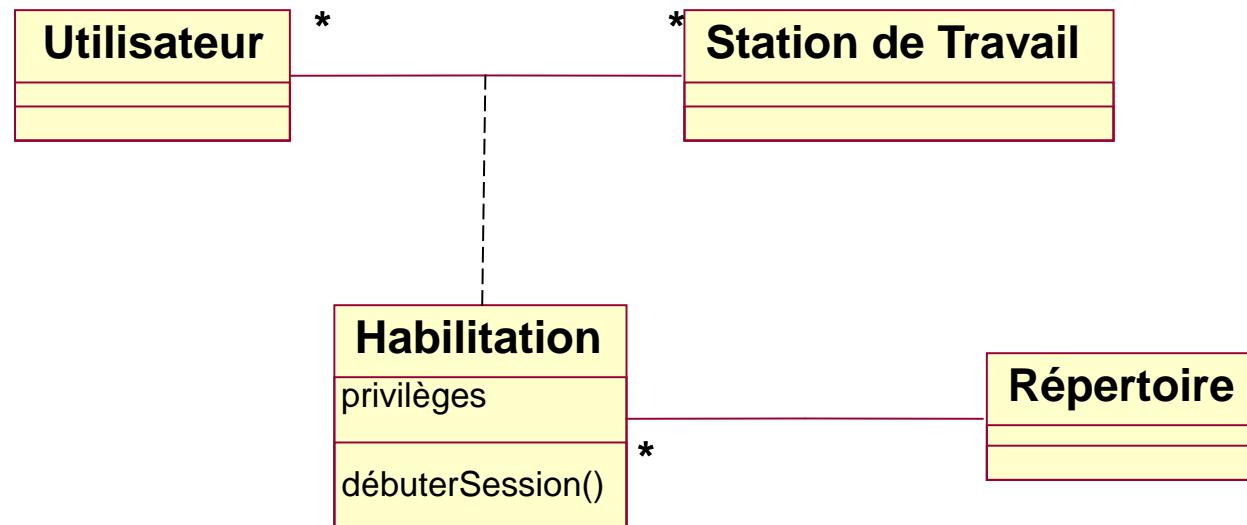 Utilisateur
*
*
Station de Travail
Habilitation
privilèges
débuterSession()
*
Répertoire